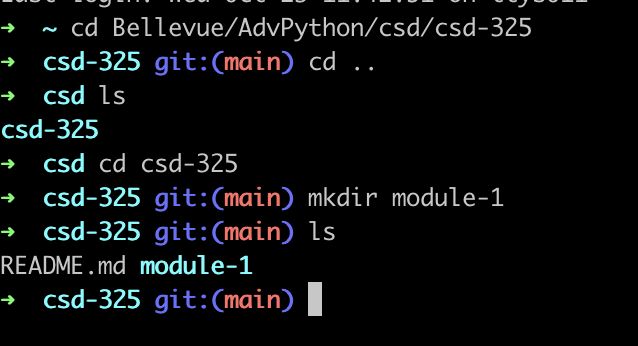 ➜ ~ cd Bellevue/AdvPython/csd/csd-325
➜ csd-325 git:(main) cd ..
➜ csd ls
csd-325
➜ csd cd csd-325
➜ csd-325 git:(main) mkdir module-1
➜ csd-325 git:(main) ls
README.md module-1
➜ csd-325 git:(main)